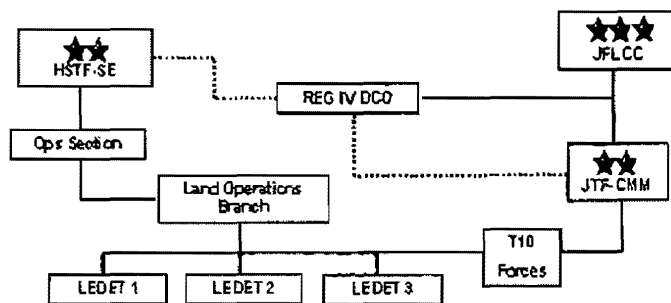 HSTF-SE
JFLCC
REG IV DCO
Ops Section
JTF-CMM
Land Operations
Branch
T10
Forces
LEDET 1
LEDET 2
LEDET 3